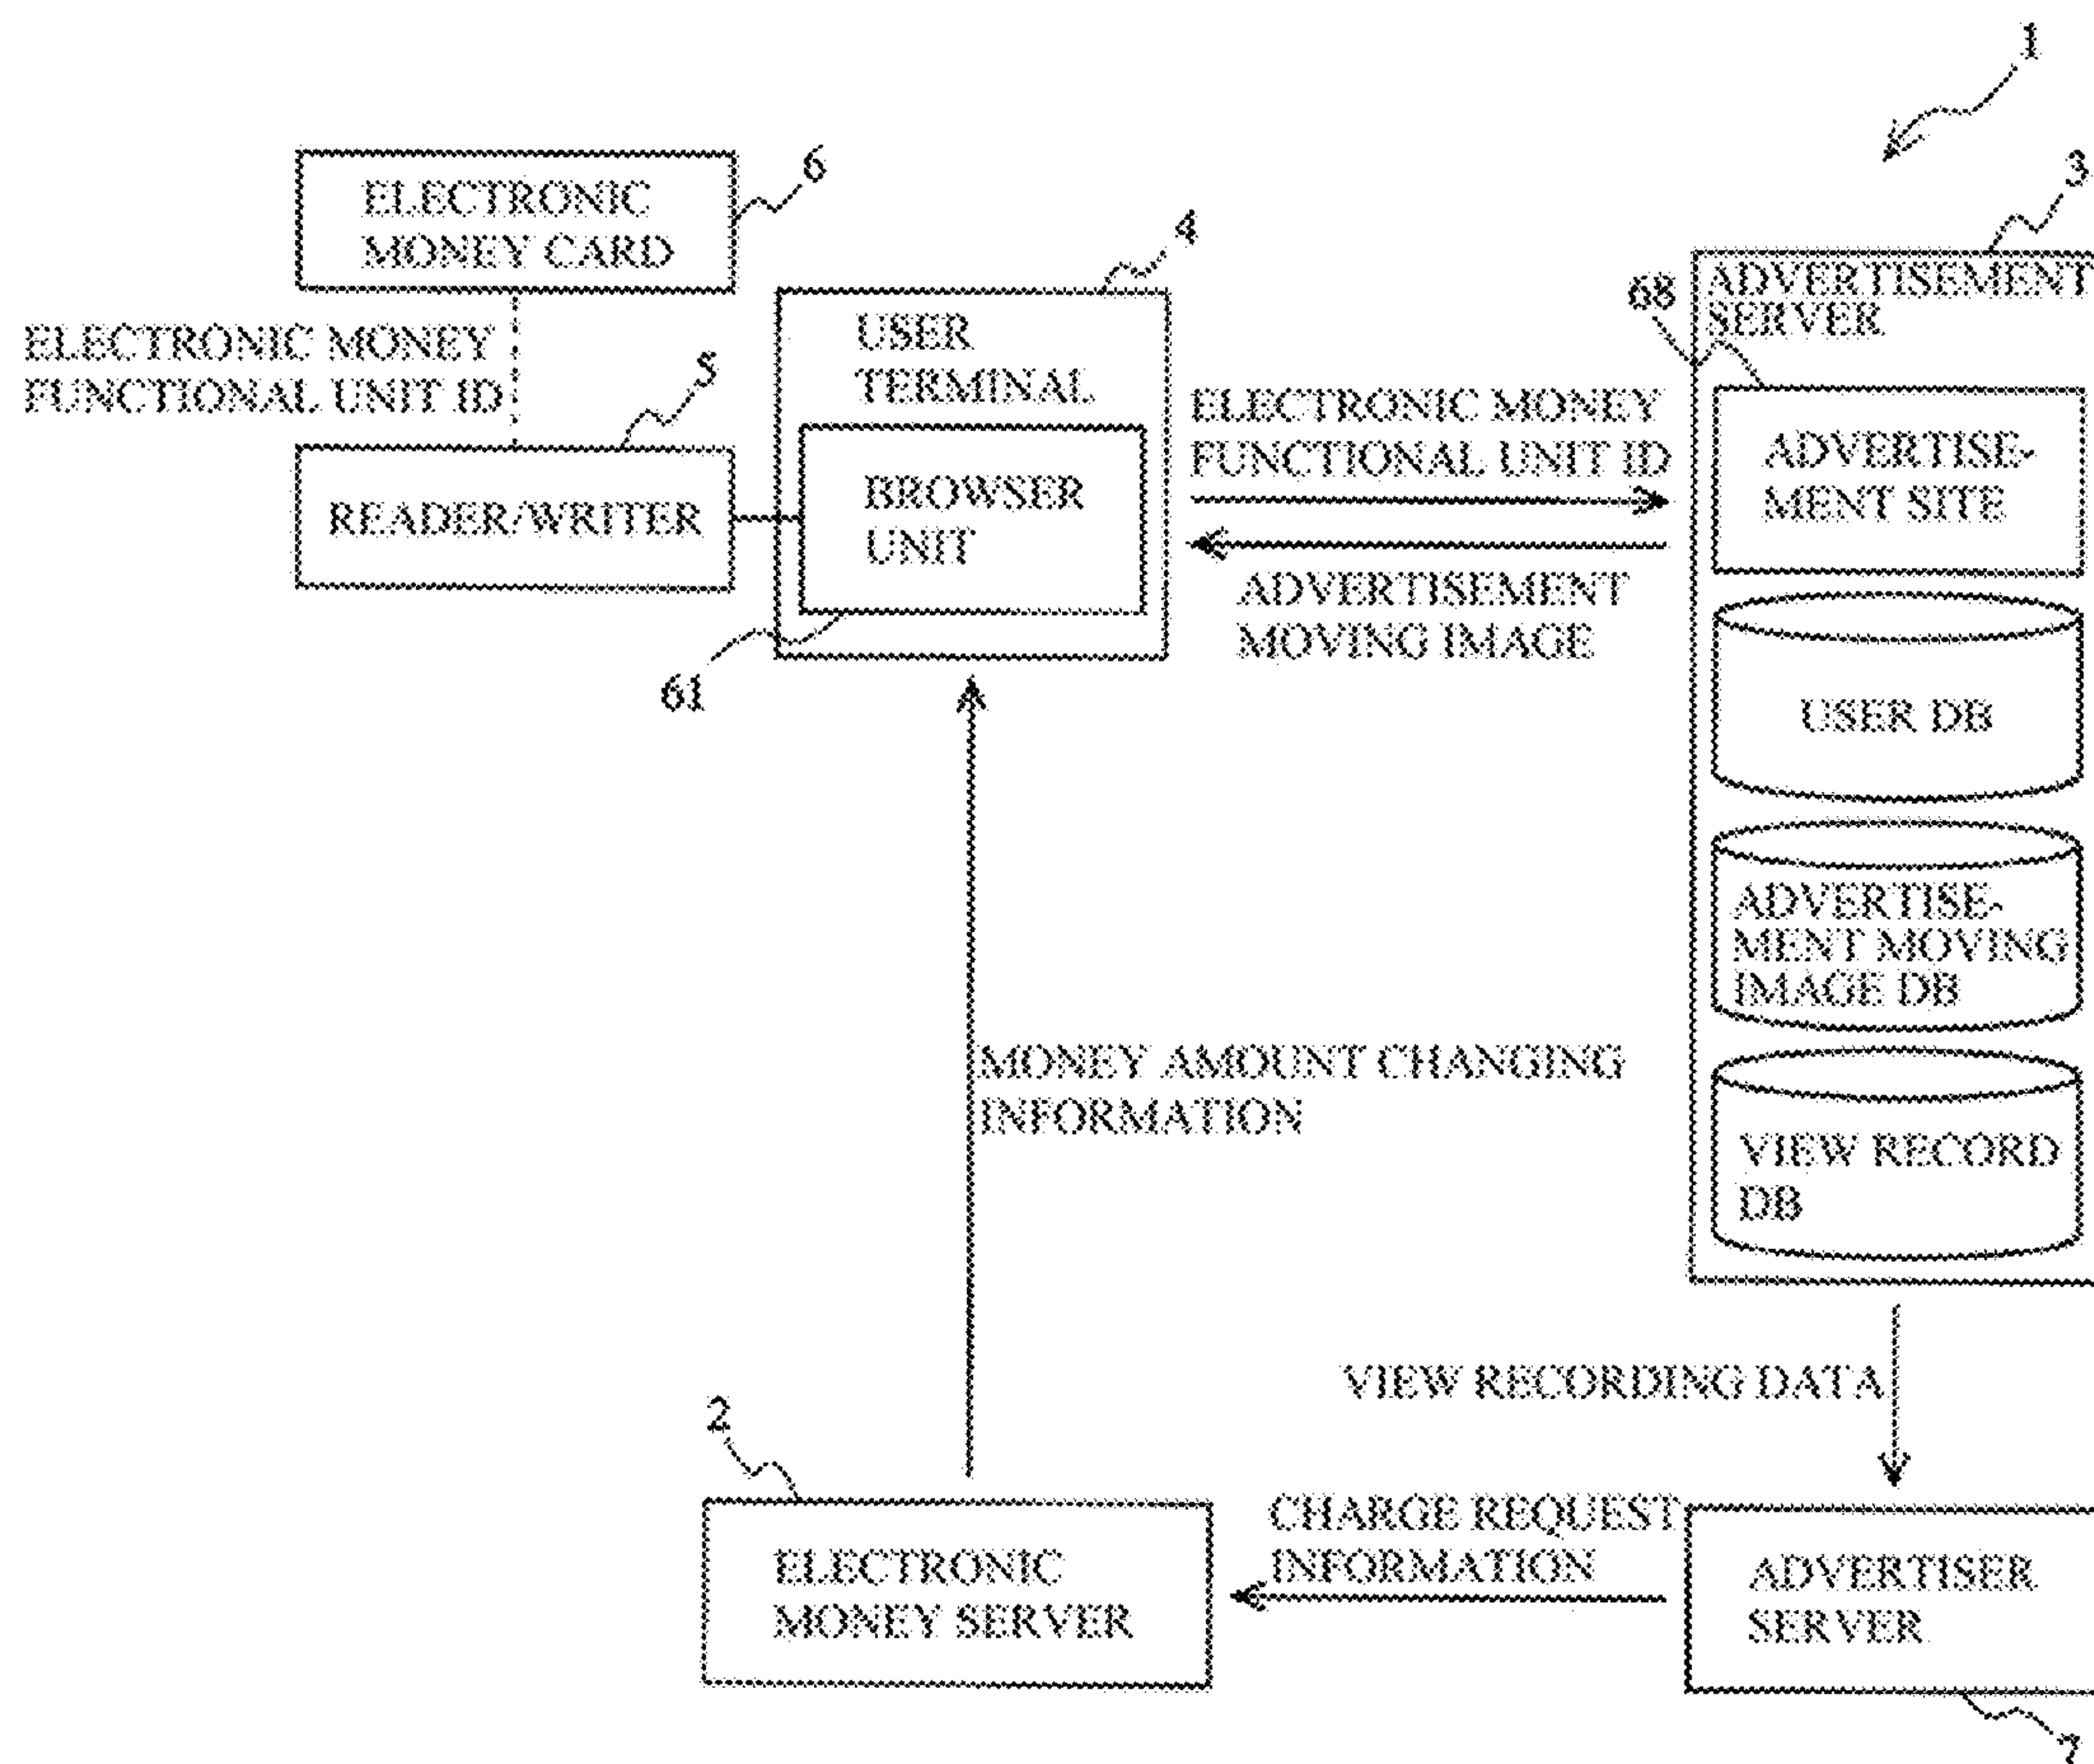 1
6
ELECTRONIC
MONEY CARD
3
4
ADVERTISEMENT
SERVER
68
ELECTRONIC MONEY
FUNCTIONAL UNIT ID
5
USER
TERMINAL
ELECTRONIC MONEY
FUNCTIONAL UNIT ID
ADVERTISE-
MENT SITE
READER/WRITER
BROWSER
UNIT
ADVERTISEMENT
MOVING IMAGE
61
USER DB
ADVERTISE-
MENT MOVING
IMAGE DB
MONEY AMOUNT CHANGING
INFORMATION
VIEW RECORD
DB
VIEW RECORDING DATA
2
CHARGE REQUEST
INFORMATION
ELECTRONIC
MONEY SERVER
ADVERTISER
SERVER
7